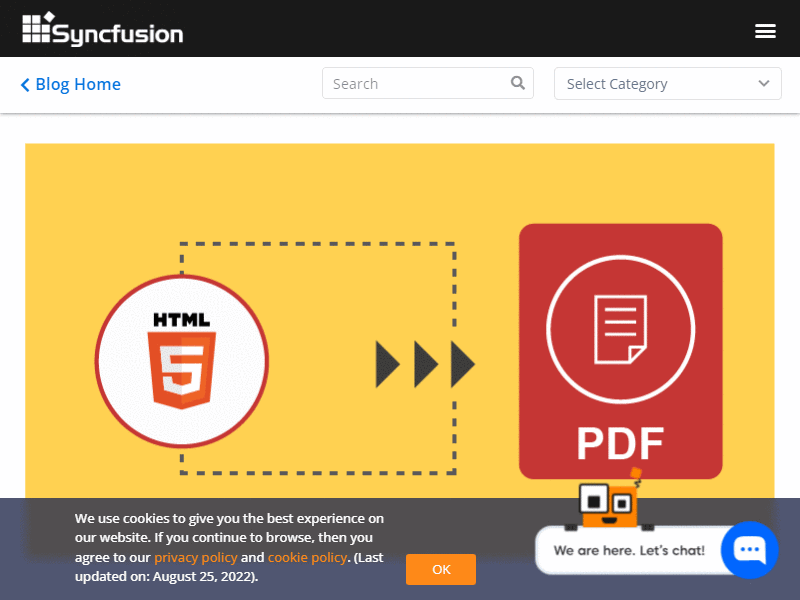 Syncfusion
Blog Home
Search
Select Category
HTML
5
PDF
We use cookies to give you the best experience on
our website. If you continue to browse, then you
agree to our privacy policy and cookie policy. (Last
updated on: August 25, 2022).
OK
We are here. Let's chat!